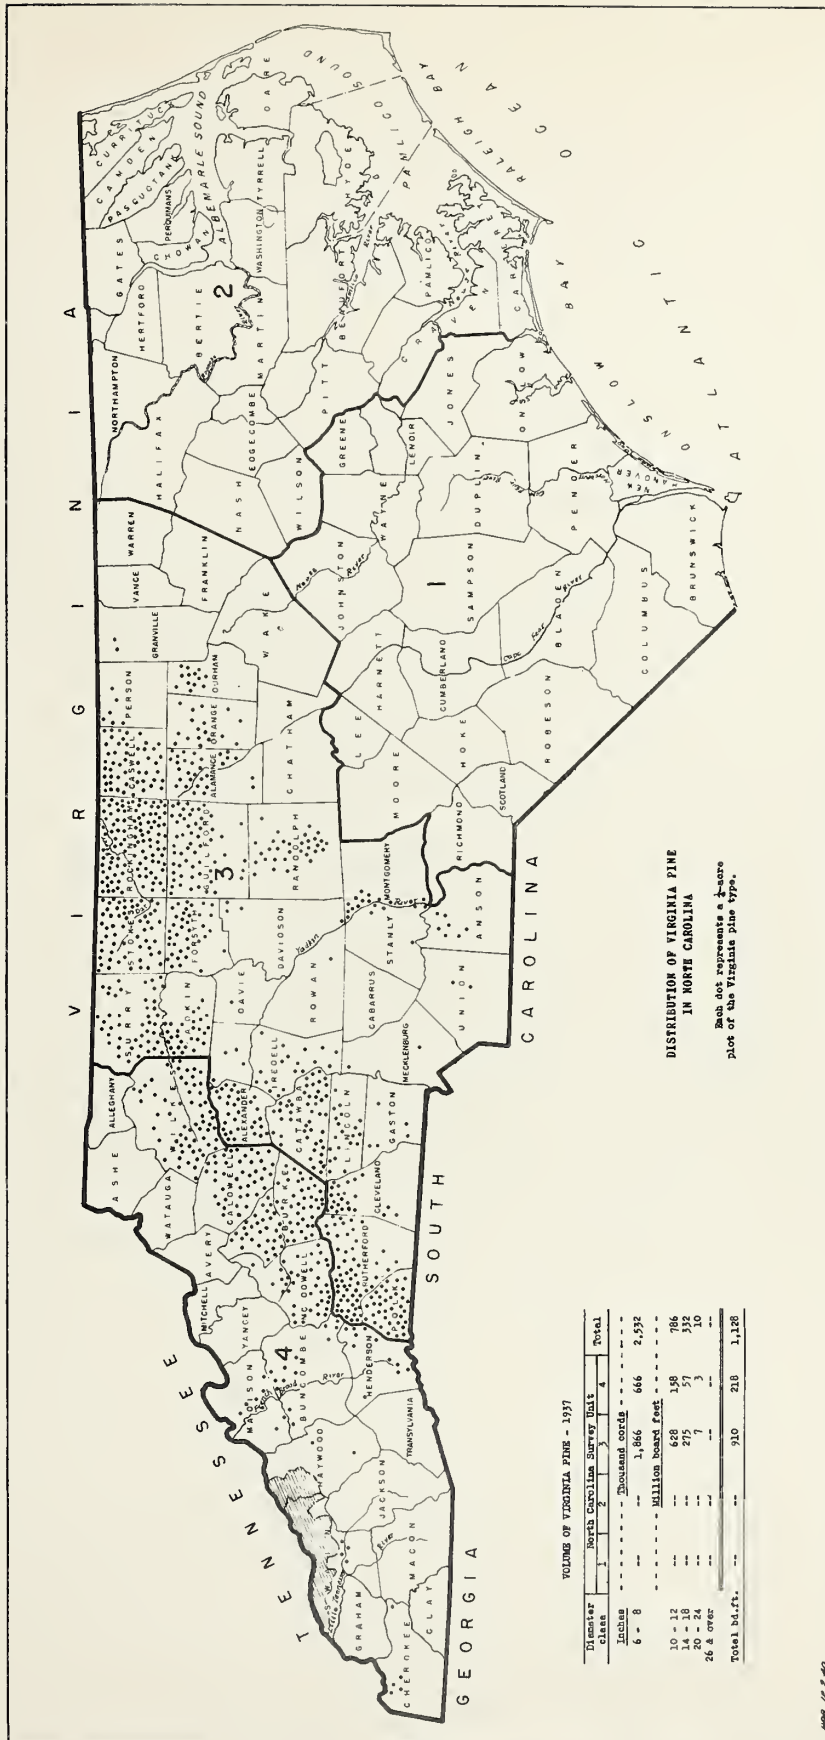 V I R G I N I A
T E N N E S S E E
GEORGIA
SOUTH CAROLINA
ATLANTIC OCEAN
ALBEMARLE SOUND
PAMLICO SOUND
RALEIGH BAY
ONSLOW BAY
CHEROKEE
GRAHAM
SWAIN
CLAY
MACON
JACKSON
HAYWOOD
TRANSYLVANIA
MADISON
BUNCOMBE
HENDERSON
YANCEY
MITCHELL
AVERY
MC DOWELL
RUTHERFORD
POLK
BURKE
CALDWELL
WATAUGA
ASHE
ALLEGHANY
WILKES
ALEXANDER
CATAWBA
LINCOLN
CLEVELAND
GASTON
IREDELL
MECKLENBURG
SURRY
YADKIN
DAVIE
ROWAN
CABARRUS
UNION
STOKES
FORSYTH
DAVIDSON
STANLY
ANSON
ROCKINGHAM
GUILFORD
RANDOLPH
MONTGOMERY
RICHMOND
CASWELL
ALAMANCE
CHATHAM
MOORE
SCOTLAND
PERSON
ORANGE
DURHAM
LEE
HOKE
GRANVILLE
WAKE
HARNETT
CUMBERLAND
ROBESON
VANCE
FRANKLIN
JOHNSTON
SAMPSON
BLADEN
COLUMBUS
WARREN
NASH
WILSON
WAYNE
DUPLIN
PENDER
BRUNSWICK
NEW HANOVER
HALIFAX
EDGECOMBE
GREENE
LENOIR
JONES
ONSLOW
NORTHAMPTON
HERTFORD
BERTIE
MARTIN
PITT
CRAVEN
GATES
CHOWAN
PERQUIMANS
PASQUOTANK
CAMDEN
CURRITUCK
WASHINGTON
TYRRELL
DARE
BEAUFORT
HYDE
PAMLICO
CARTERET
Yadkin River
Neuse River
Cape Fear River
1
2
3
4
DISTRIBUTION OF VIRGINIA PINE
IN NORTH CAROLINA
Each dot represents a ¼-acre
plot of the Virginia pine type.
VOLUME OF VIRGINIA PINE - 1937
Diameter class North Carolina Survey Unit Total
1 2 3 4
Inches - - - - - - Thousand cords - - - - - -
6 - 8 -- -- 1,866 666 2,532
- - - - - - Million board feet - - - - - -
10 - 12 -- -- 628 158 786
14 - 18 -- -- 275 57 332
20 - 24 -- -- 7 3 10
26 & over -- -- -- -- --
Total bd.ft. -- -- 910 218 1,128